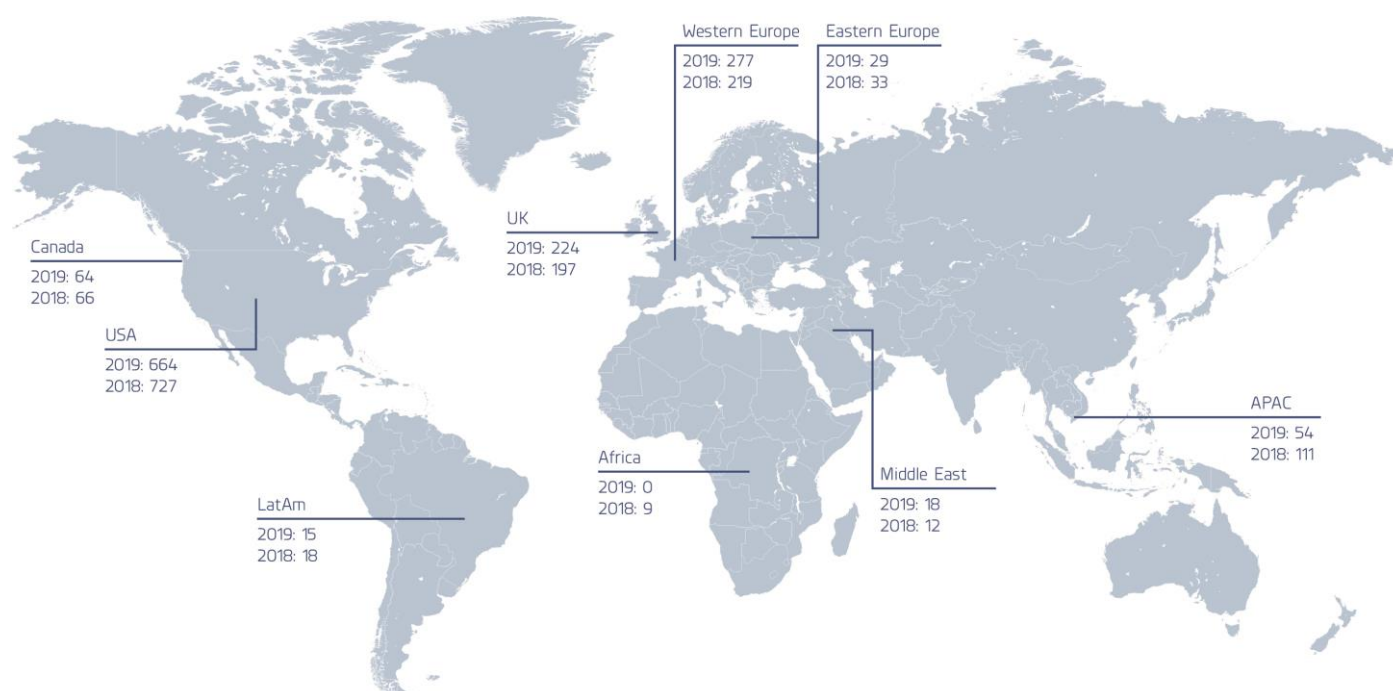 Western Europe
2019: 277
2018: 219
Eastern Europe
2019: 29
2018: 33
UK
2019: 224
2018: 197
Canada
2019: 64
2018: 66
USA
2019: 664
2018: 727
APAC
2019: 54
2018: 111
Africa
2019: 0
2018: 9
Middle East
2019: 18
2018: 12
LatAm
2019: 15
2018: 18